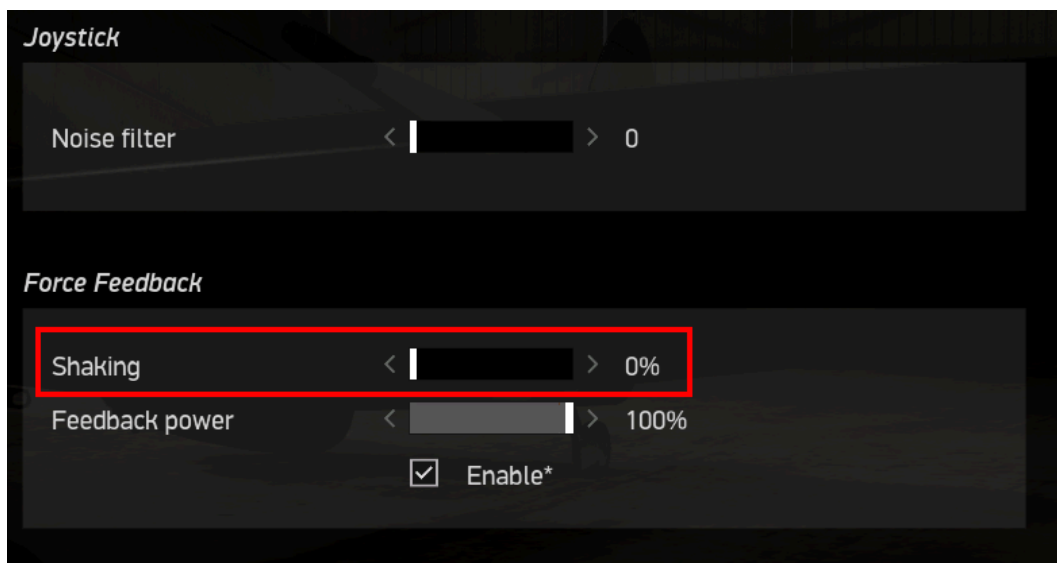 Joystick
Noise filter < > 0
Force Feedback
Shaking < > 0%
Feedback power < > 100%
Enable*